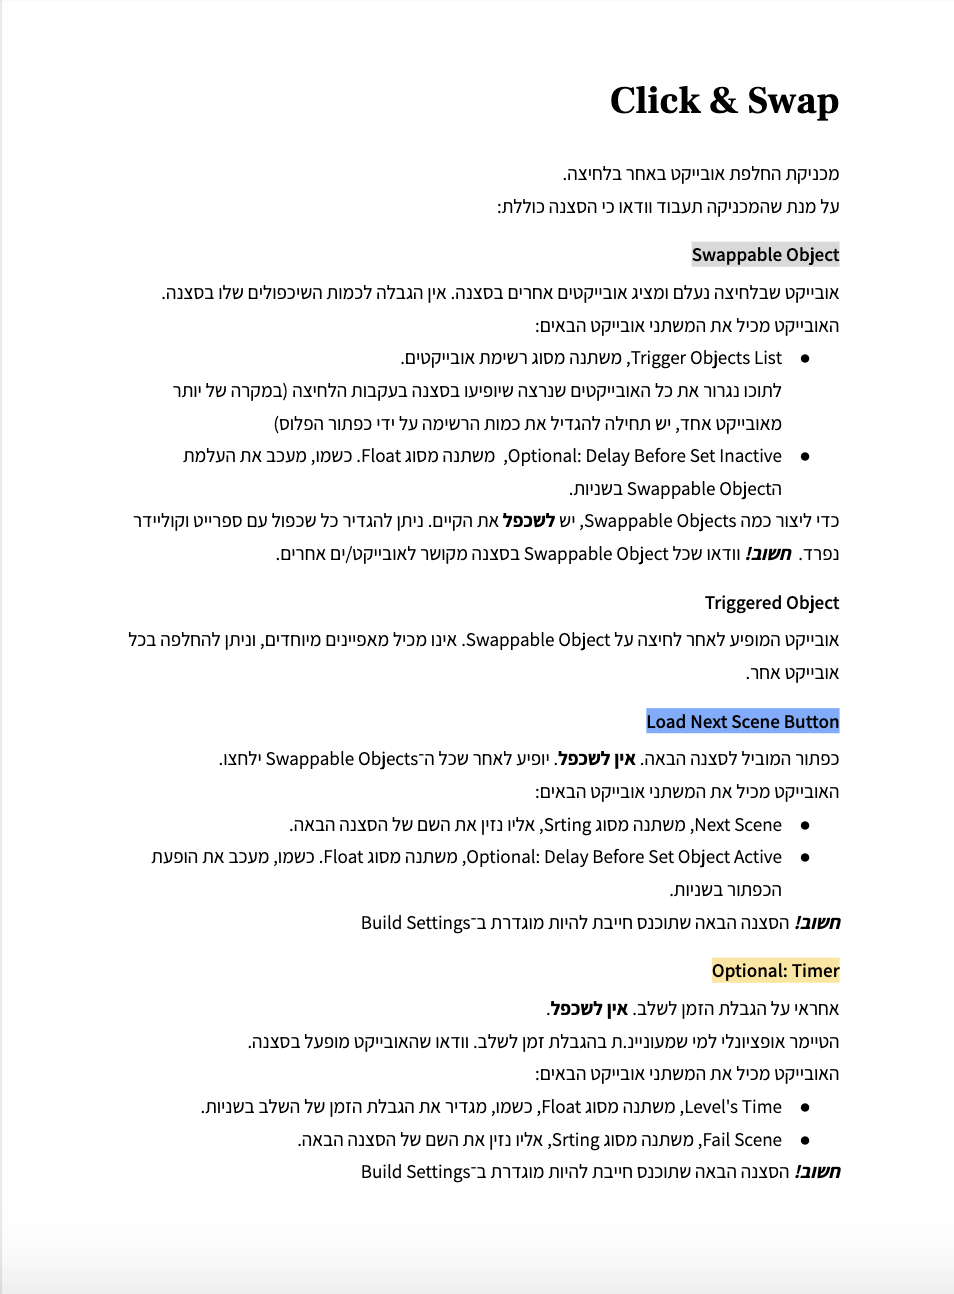 Click & Swap
מכניקת החלפת אובייקט באחר בלחיצה.
על מנת שהמכניקה תעבוד וודאו כי הסצנה כוללת:
Swappable Object
אובייקט שבלחיצה נעלם ומציג אובייקטים אחרים בסצנה. אין הגבלה לכמות השיכפולים שלו בסצנה.
האובייקט מכיל את המשתני אובייקט הבאים:
● Trigger Objects List, משתנה מסוג רשימת אובייקטים.
לתוכו נגרור את כל האובייקטים שנרצה שיופיעו בסצנה בעקבות הלחיצה (במקרה של יותר
מאובייקט אחד, יש תחילה להגדיל את כמות הרשימה על ידי כפתור הפלוס)
● Optional: Delay Before Set Inactive, משתנה מסוג Float. כשמו, מעכב את העלמת
הSwappable Object בשניות.
כדי ליצור כמה Swappable Objects, יש לשכפל את הקיים. ניתן להגדיר כל שכפול עם ספרייט וקוליידר
נפרד. חשוב! וודאו שכל Swappable Object בסצנה מקושר לאובייקט/ים אחרים.
Triggered Object
אובייקט המופיע לאחר לחיצה על Swappable Object. אינו מכיל מאפיינים מיוחדים, וניתן להחלפה בכל
אובייקט אחר.
Load Next Scene Button
כפתור המוביל לסצנה הבאה. אין לשכפל. יופיע לאחר שכל ה־Swappable Objects ילחצו.
האובייקט מכיל את המשתני אובייקט הבאים:
● Next Scene, משתנה מסוג Srting, אליו נזין את השם של הסצנה הבאה.
● Optional: Delay Before Set Object Active, משתנה מסוג Float. כשמו, מעכב את הופעת
הכפתור בשניות.
חשוב! הסצנה הבאה שתוכנס חייבת להיות מוגדרת ב־Build Settings
Optional: Timer
אחראי על הגבלת הזמן לשלב. אין לשכפל.
הטיימר אופציונלי למי שמעוניינ.ת בהגבלת זמן לשלב. וודאו שהאובייקט מופעל בסצנה.
האובייקט מכיל את המשתני אובייקט הבאים:
● Level's Time, משתנה מסוג Float, כשמו, מגדיר את הגבלת הזמן של השלב בשניות.
● Fail Scene, משתנה מסוג Srting, אליו נזין את השם של הסצנה הבאה.
חשוב! הסצנה הבאה שתוכנס חייבת להיות מוגדרת ב־Build Settings